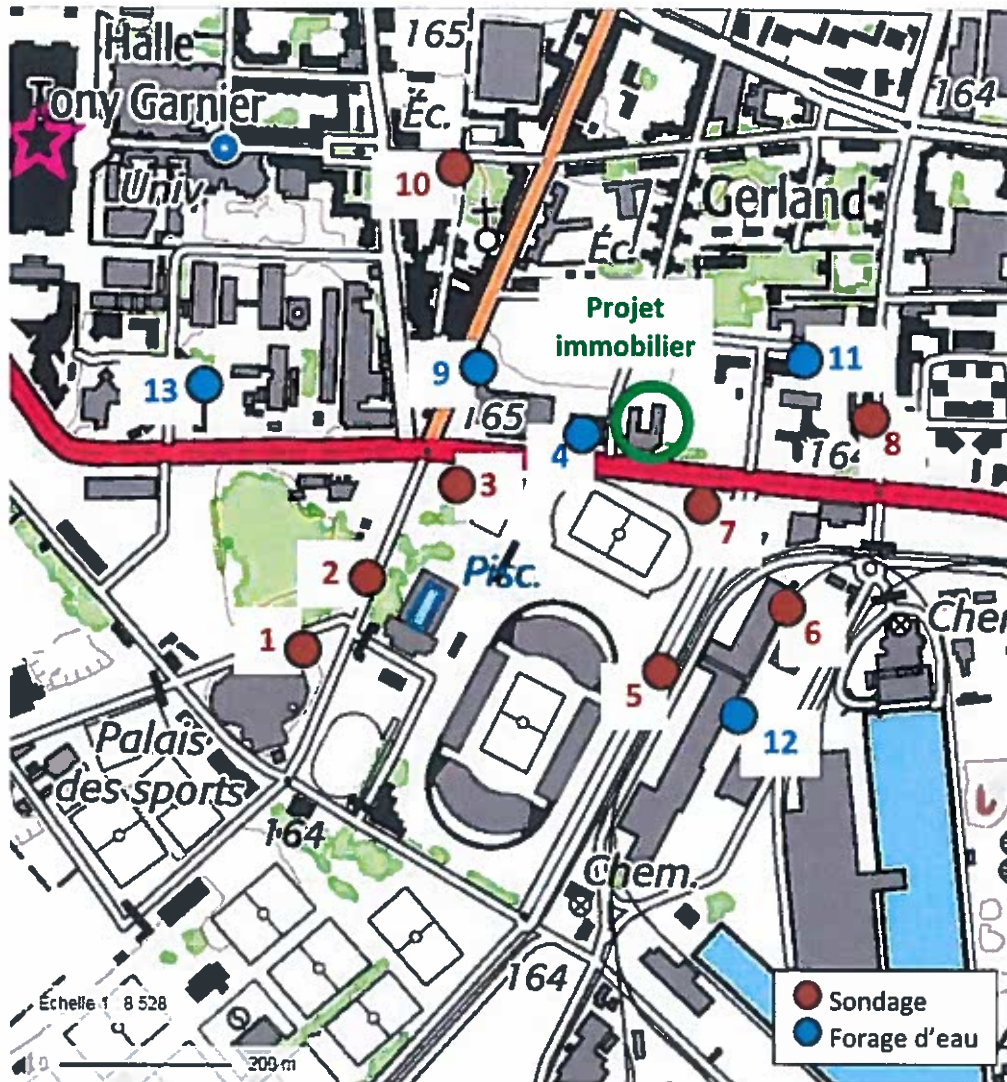 Halle
Tony Garnier
165
Éc.
164
Univ.
10
Gerland
Éc.
Projet
immobilier
13
9
11
165
4
164
8
3
7
2
Pisc.
1
6
5
12
Palais
des sports
164
Chem.
164
Echelle 1 : 8 528
0
200 m
Sondage
Forage d'eau